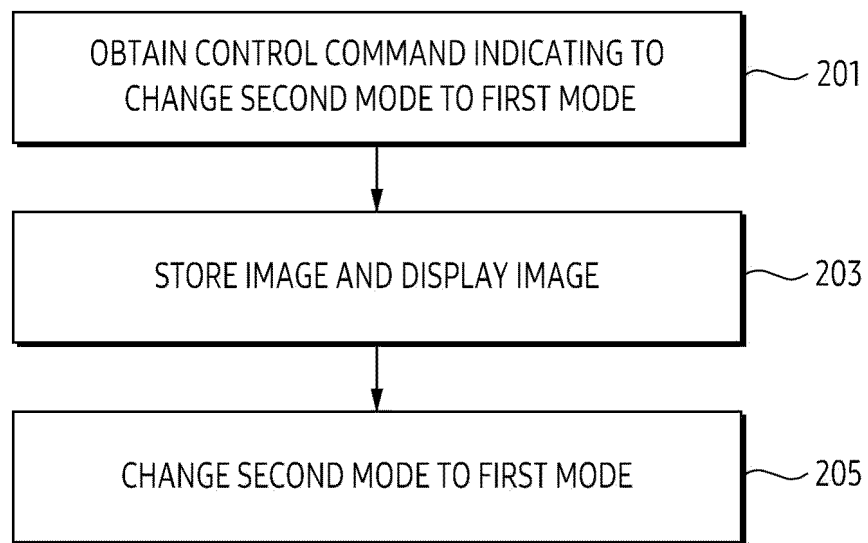 OBTAIN CONTROL COMMAND INDICATING TO
CHANGE SECOND MODE TO FIRST MODE
201
STORE IMAGE AND DISPLAY IMAGE
203
CHANGE SECOND MODE TO FIRST MODE
205